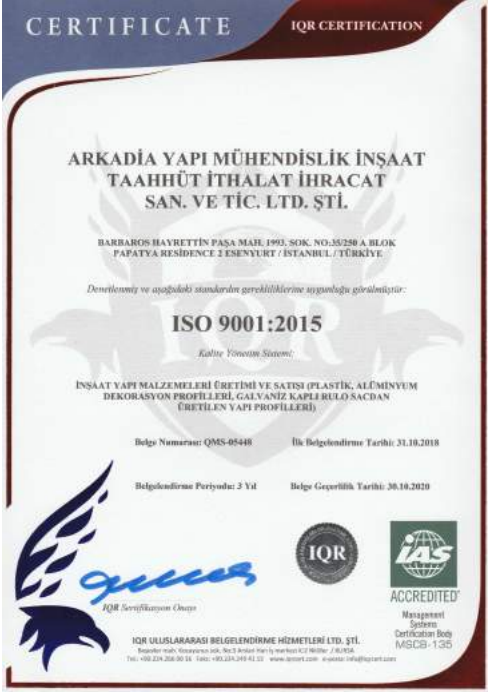 CERTIFICATE
IQR CERTIFICATION
ARKADİA YAPI MÜHENDİSLİK İNŞAAT
TAAHHÜT İTHALAT İHRACAT
SAN. VE TİC. LTD. ŞTİ.
BARBAROS HAYRETTİN PAŞA MAH. 1993. SOK. NO:35/250 A BLOK
PAPATYA RESİDENCE 2 ESENYURT / İSTANBUL / TÜRKİYE
Denetlenmiş ve aşağıdaki standardın gerekliliklerine uygunluğu görülmüştür:
IQR
ISO 9001:2015
Kalite Yönetim Sistemi:
İNŞAAT YAPI MALZEMELERİ ÜRETİMİ VE SATIŞI (PLASTİK, ALÜMİNYUM
DEKORASYON PROFİLLERİ, GALVANİZ KAPLI RULO SACDAN
ÜRETİLEN YAPI PROFİLLERİ)
Belge Numarası: QMS-05448 İlk Belgelendirme Tarihi: 31.10.2018
Belgelendirme Periyodu: 3 Yıl Belge Geçerlilik Tarihi: 30.10.2020
IQR
IAS
ACCREDITED
Management
Systems
Certification Body
MSCB-135
IQR Sertifikasyon Onayı
IQR ULUSLARARASI BELGELENDİRME HİZMETLERİ LTD. ŞTİ.